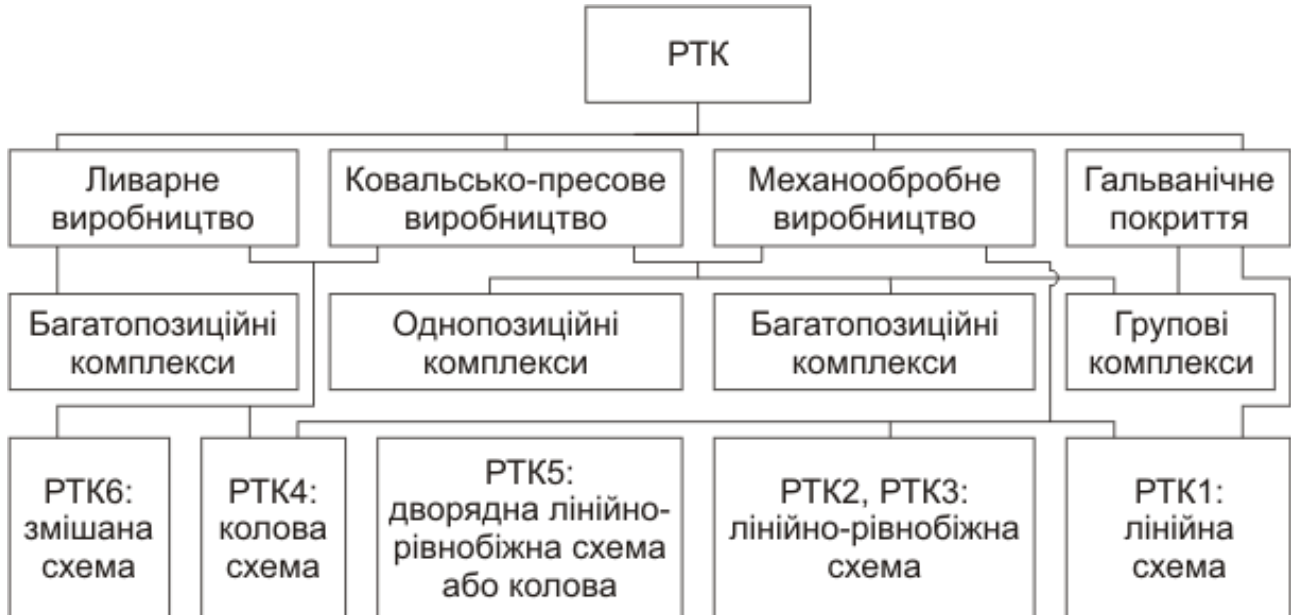 РТК
Ливарне
виробництво
Ковальсько-пресове
виробництво
Механообробне
виробництво
Гальванічне
покриття
Багатопозиційні
комплекси
Однопозиційні
комплекси
Багатопозиційні
комплекси
Групові
комплекси
РТК6:
змішана
схема
РТК4:
колова
схема
РТК5:
дворядна лінійно-
рівнобіжна схема
або колова
РТК2, РТК3:
лінійно-рівнобіжна
схема
РТК1:
лінійна
схема